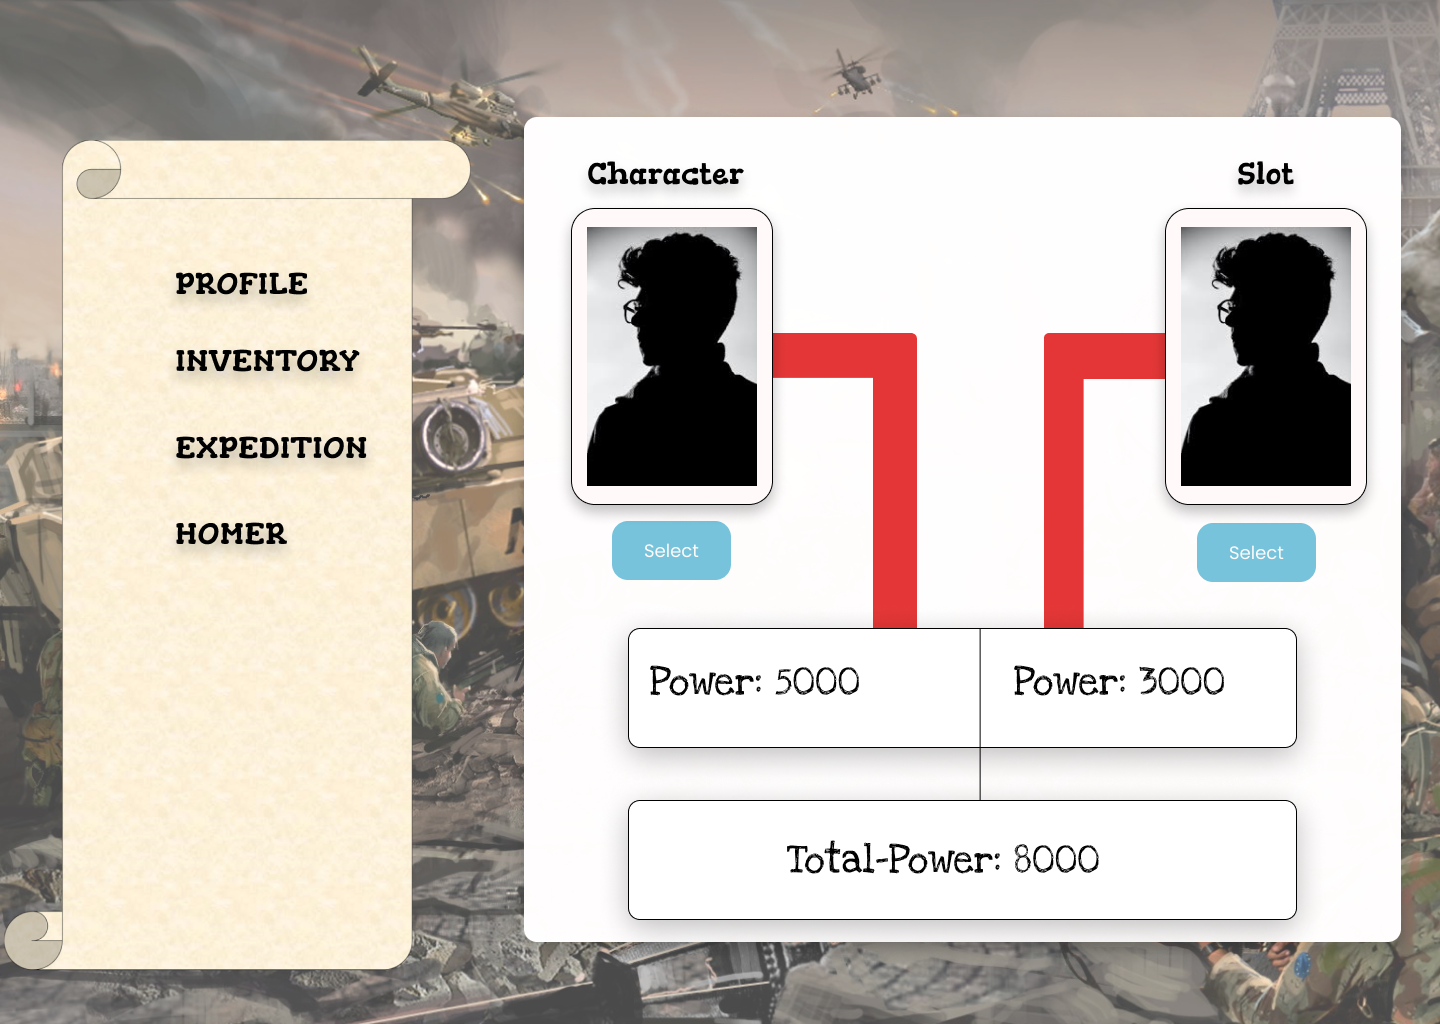 PROFILE
INVENTORY
EXPEDITION
HOMER
Character
Slot
Select
Select
Power: 5000
Power: 3000
Total-Power: 8000